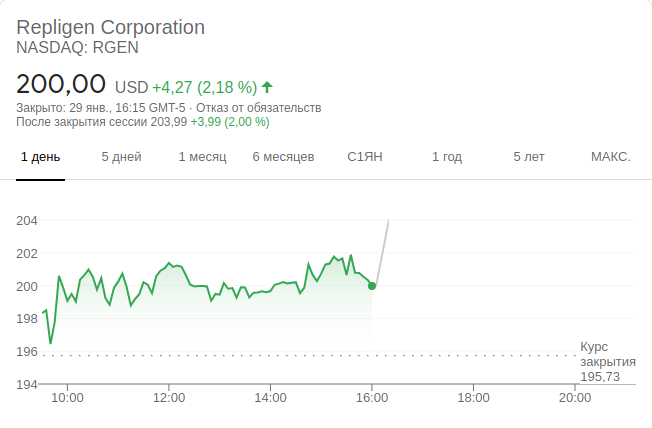 Repligen Corporation
NASDAQ: RGEN
200,00 USD +4,27 (2,18 %)
Закрыто: 29 янв., 16:15 GMT-5 · Отказ от обязательств
После закрытия сессии 203,99 +3,99 (2,00 %)
1 день 5 дней 1 месяц 6 месяцев С1ЯН 1 год 5 лет МАКС.
204
202
200
198
196
194
Курс
закрытия
195,73
10:00 12:00 14:00 16:00 18:00 20:00